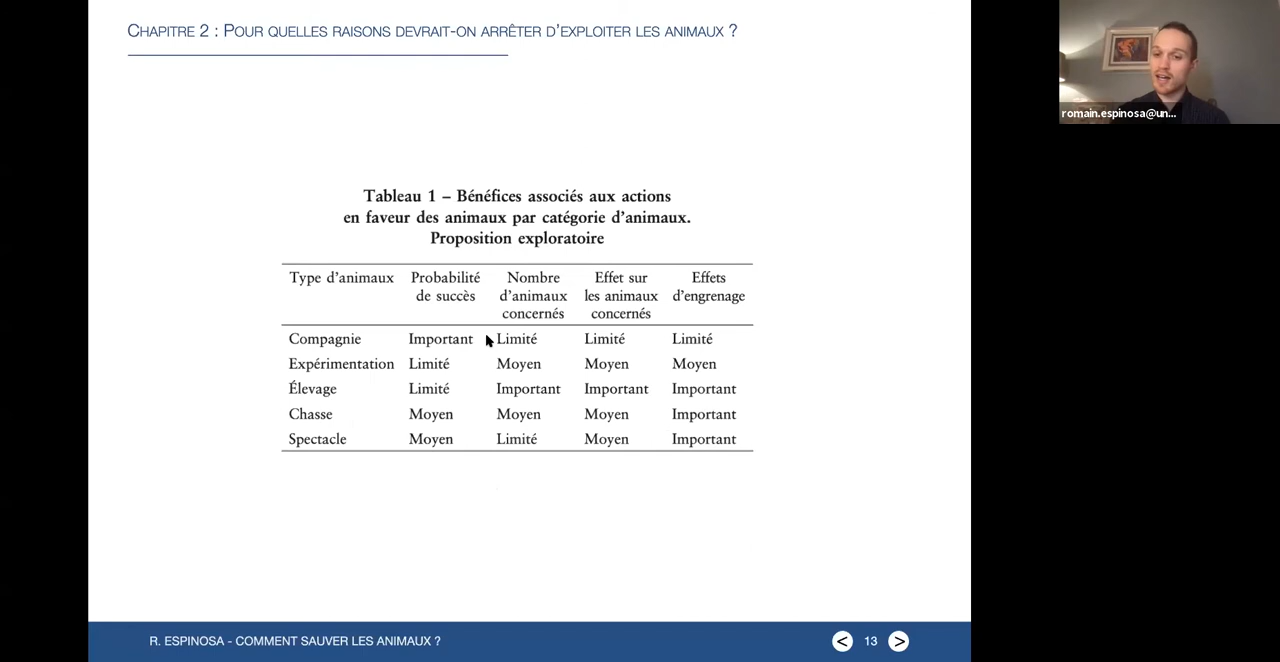 CHAPITRE 2 : POUR QUELLES RAISONS DEVRAIT-ON ARRÊTER D'EXPLOITER LES ANIMAUX ?
romain.espinosa@un...
Tableau 1 – Bénéfices associés aux actions
en faveur des animaux par catégorie d'animaux.
Proposition exploratoire
Type d'animaux Probabilité de succès Nombre d'animaux concernés Effet sur les animaux concernés Effets d'engrenage
Compagnie Important Limité Limité Limité
Expérimentation Limité Moyen Moyen Moyen
Élevage Limité Important Important Important
Chasse Moyen Moyen Moyen Important
Spectacle Moyen Limité Moyen Important
R. ESPINOSA - COMMENT SAUVER LES ANIMAUX ?
< 13 >